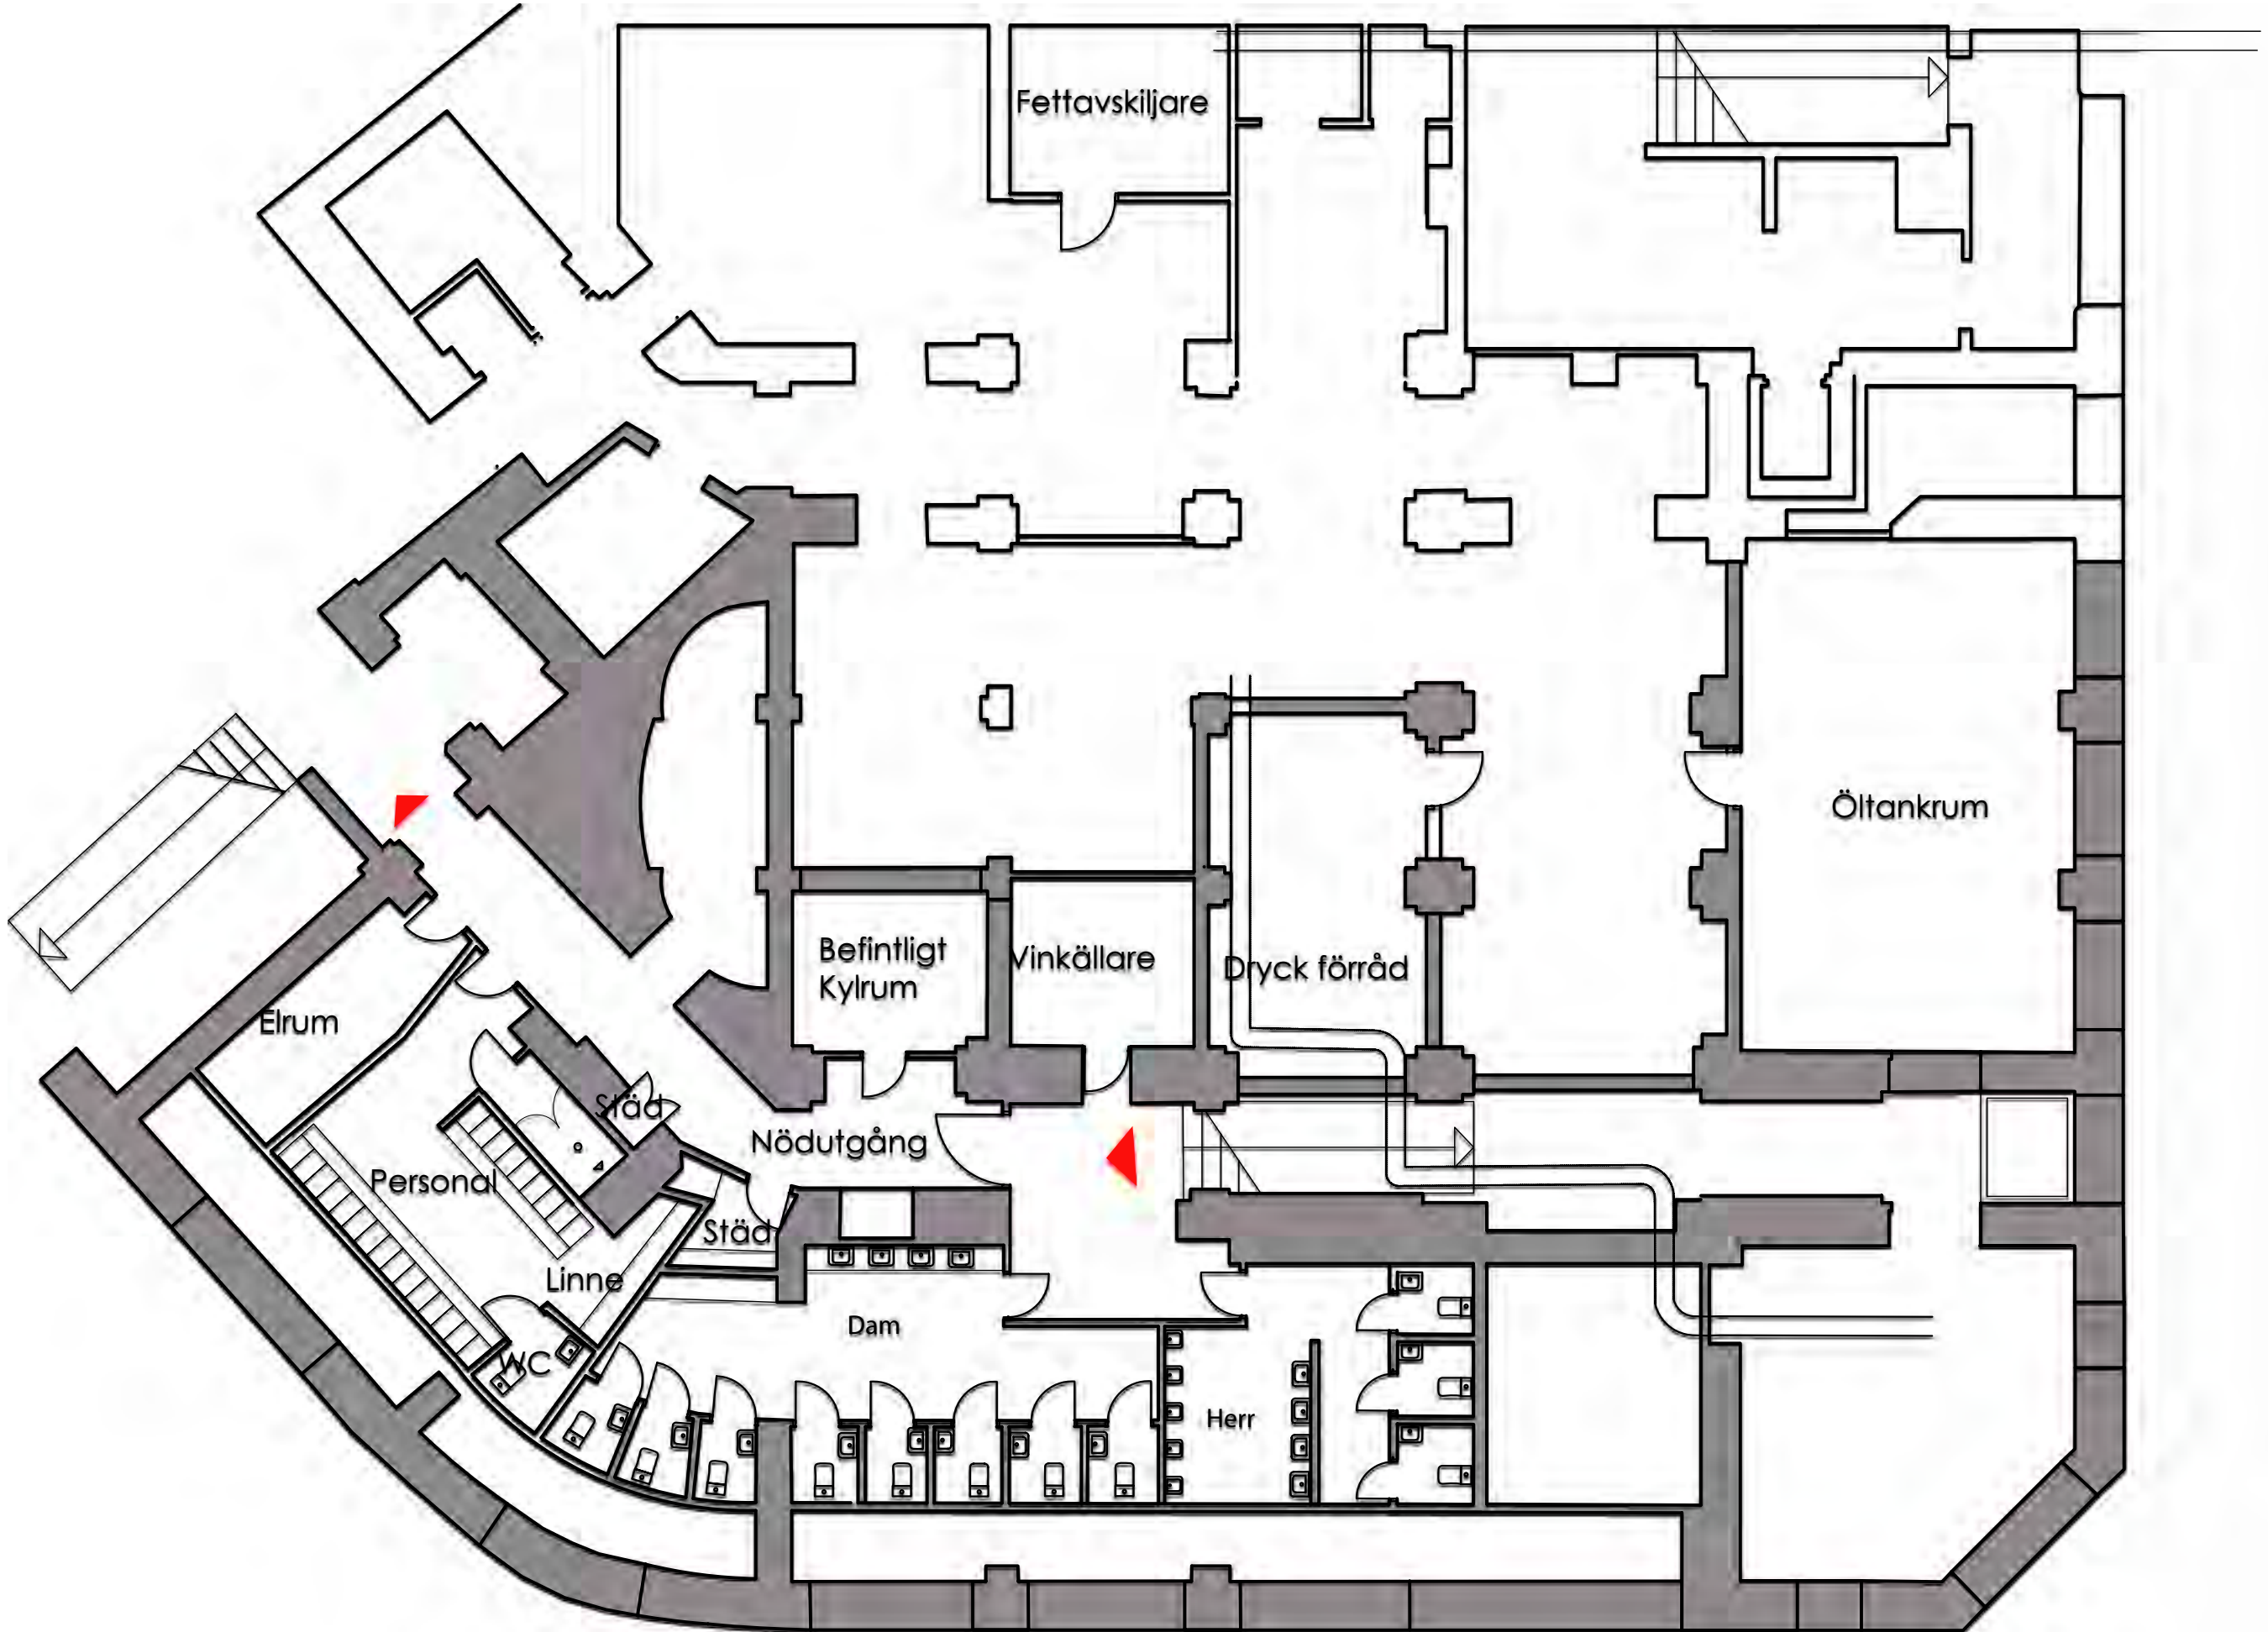 Fettavskiljare
Öltankrum
Befintligt
Kylrum
Vinkällare
Dryck förråd
Elrum
Städ
Nödutgång
Personal
Städ
Linne
Dam
WC
Herr